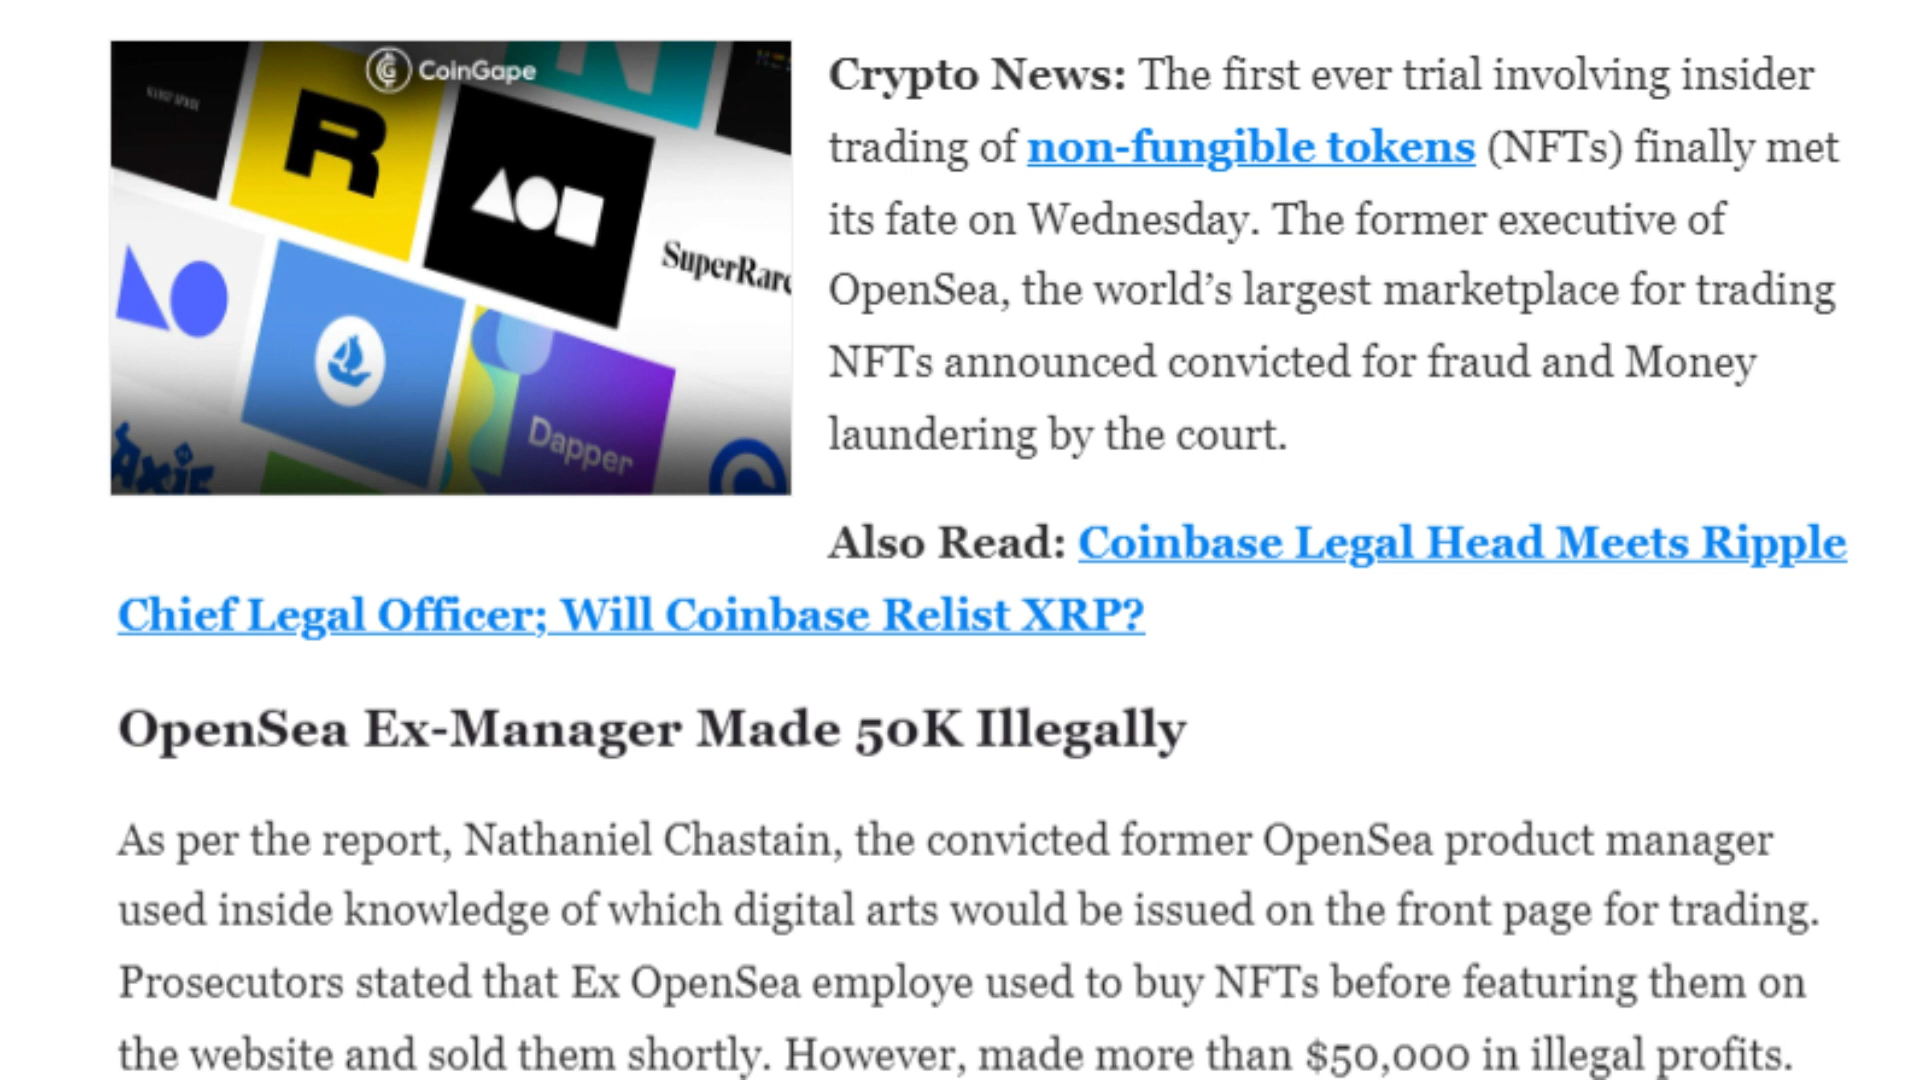 CoinGape
R
N
SuperRare
Dapper
Axie
Crypto News: The first ever trial involving insider
trading of non-fungible tokens (NFTs) finally met
its fate on Wednesday. The former executive of
OpenSea, the world’s largest marketplace for trading
NFTs announced convicted for fraud and Money
laundering by the court.
Also Read: Coinbase Legal Head Meets Ripple
Chief Legal Officer; Will Coinbase Relist XRP?
OpenSea Ex-Manager Made 50K Illegally
As per the report, Nathaniel Chastain, the convicted former OpenSea product manager
used inside knowledge of which digital arts would be issued on the front page for trading.
Prosecutors stated that Ex OpenSea employe used to buy NFTs before featuring them on
the website and sold them shortly. However, made more than $50,000 in illegal profits.